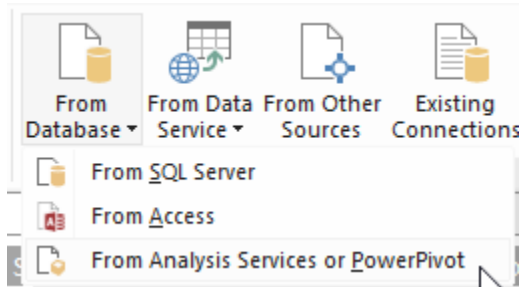 From Database
From Data Service
From Other Sources
Existing Connections
From SQL Server
From Access
From Analysis Services or PowerPivot